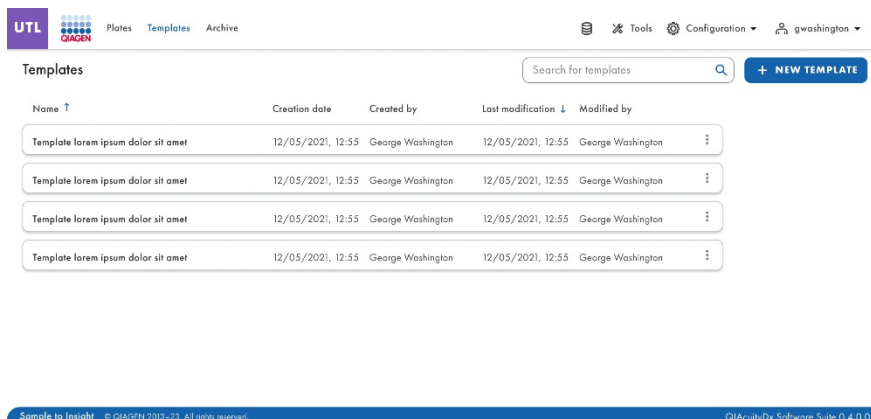 UTL QIAGEN Plates Templates Archive Tools Configuration gwashington
Templates Search for templates + NEW TEMPLATE
Name ↑ Creation date Created by Last modification ↓ Modified by
Template lorem ipsum dolor sit amet 12/05/2021, 12:55 George Washington 12/05/2021, 12:55 George Washington
Template lorem ipsum dolor sit amet 12/05/2021, 12:55 George Washington 12/05/2021, 12:55 George Washington
Template lorem ipsum dolor sit amet 12/05/2021, 12:55 George Washington 12/05/2021, 12:55 George Washington
Template lorem ipsum dolor sit amet 12/05/2021, 12:55 George Washington 12/05/2021, 12:55 George Washington
Sample to Insight © QIAGEN 2013–23. All rights reserved. QIAcuityDx Software Suite 0.4.0.0